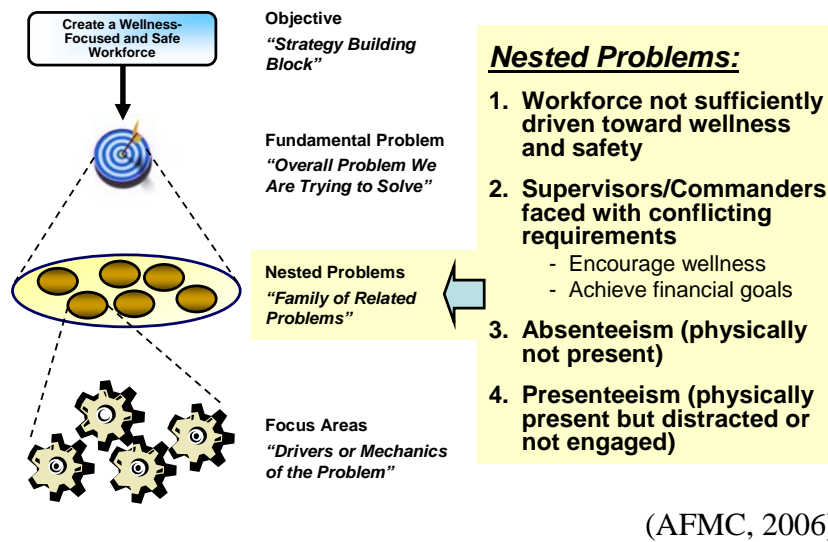 Create a Wellness-
Focused and Safe
Workforce
Objective
“Strategy Building
Block”
Fundamental Problem
“Overall Problem We
Are Trying to Solve”
Nested Problems
“Family of Related
Problems”
Focus Areas
“Drivers or Mechanics
of the Problem”
Nested Problems:
1. Workforce not sufficiently
driven toward wellness
and safety
2. Supervisors/Commanders
faced with conflicting
requirements
- Encourage wellness
- Achieve financial goals
3. Absenteeism (physically
not present)
4. Presenteeism (physically
present but distracted or
not engaged)
(AFMC, 2006)